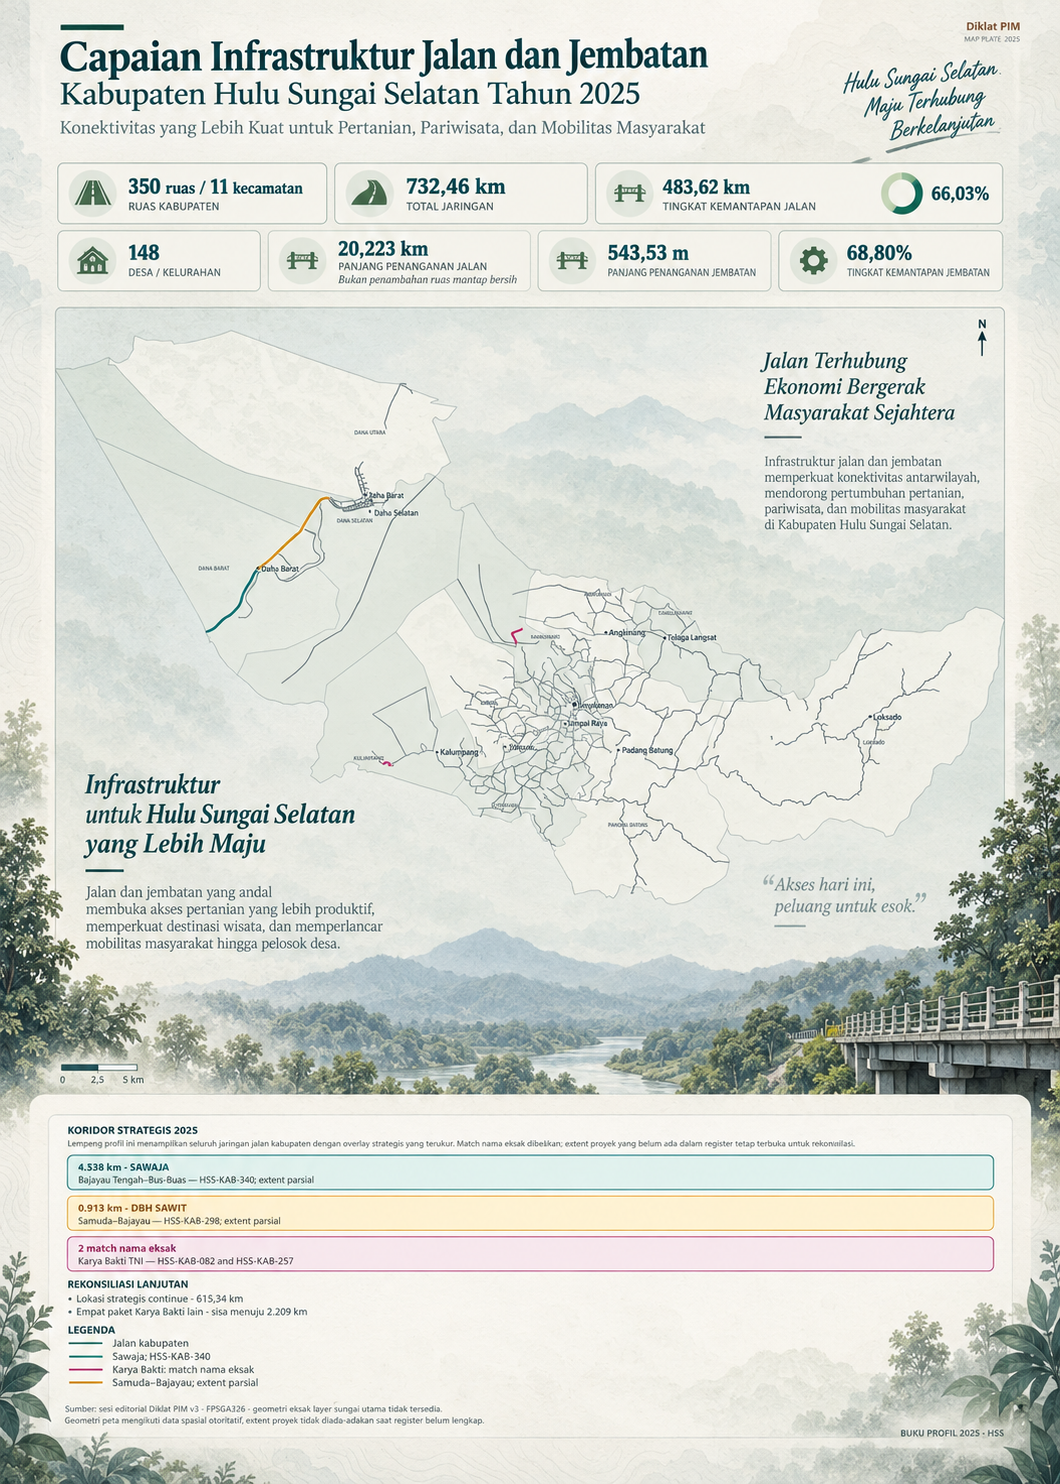 Diklat PIM
MAP PLATE 2025
Capaian Infrastruktur Jalan dan Jembatan
Kabupaten Hulu Sungai Selatan Tahun 2025
Konektivitas yang Lebih Kuat untuk Pertanian, Pariwisata, dan Mobilitas Masyarakat
Hulu Sungai Selatan
Maju Terhubung
Berkelanjutan
350 ruas / 11 kecamatan
RUAS KABUPATEN
732,46 km
TOTAL JARINGAN
483,62 km
TINGKAT KEMANTAPAN JALAN
66,03%
148
DESA / KELURAHAN
20,223 km
PANJANG PENANGANAN JALAN
Bukan penambahan ruas mantap bersih
543,53 m
PANJANG PENANGANAN JEMBATAN
68,80%
TINGKAT KEMANTAPAN JEMBATAN
N
Jalan Terhubung
Ekonomi Bergerak
Masyarakat Sejahtera
Infrastruktur jalan dan jembatan
memperkuat konektivitas antarwilayah,
mendorong pertumbuhan pertanian,
pariwisata, dan mobilitas masyarakat
di Kabupaten Hulu Sungai Selatan.
DAHA UTARA
Daha Barat
Daha Selatan
DAHA SELATAN
DAHA BARAT
Daha Barat
Angkinang
Telaga Langsat
Loksado
Loksado
Kalumpang
Padang Batung
Infrastruktur
untuk Hulu Sungai Selatan
yang Lebih Maju
Jalan dan jembatan yang andal
membuka akses pertanian yang lebih produktif,
memperkuat destinasi wisata, dan memperlancar
mobilitas masyarakat hingga pelosok desa.
“Akses hari ini,
peluang untuk esok.”
0 2,5 5 km
KORIDOR STRATEGIS 2025
Lempeng profil ini menampilkan seluruh jaringan jalan kabupaten dengan overlay strategis yang terukur. Match nama eksak dibelikan; extent proyek yang belum ada dalam register tetap terbuka untuk rekonsiliasi.
4.538 km - SAWAJA
Bajayau Tengah–Bus-Buas — HSS-KAB-340; extent parsial
0.913 km - DBH SAWIT
Samuda–Bajayau — HSS-KAB-298; extent parsial
2 match nama eksak
Karya Bakti TNI — HSS-KAB-082 and HSS-KAB-257
REKONSILIASI LANJUTAN
• Lokasi strategis continue - 615,34 km
• Empat paket Karya Bakti lain - sisa menuju 2.209 km
LEGENDA
Jalan kabupaten
Sawaja; HSS-KAB-340
Karya Bakti: match nama eksak
Samuda–Bajayau; extent parsial
Sumber: sesi editorial Diklat PIM v3 - FPSGA326 - geometri eksak layer sungai utama tidak tersedia.
Geometri peta mengikuti data spasial otoritatif, extent proyek tidak diada-adakan saat register belum lengkap.
BUKU PROFIL 2025 - HSS